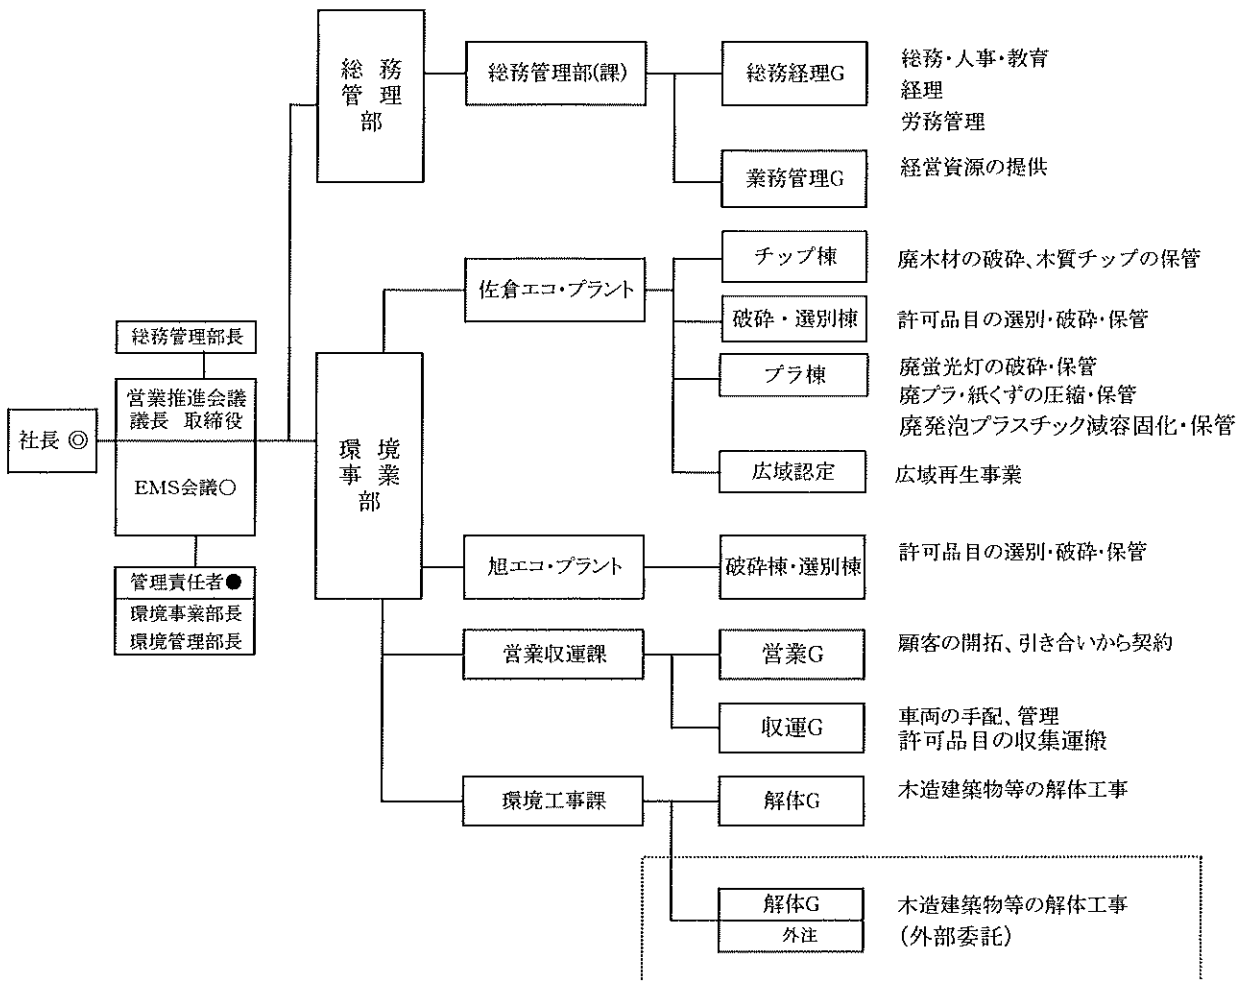 総務
管理
部
総務管理部(課)
総務経理G
総務・人事・教育
経理
労務管理
業務管理G
経営資源の提供
社長 ◎
総務管理部長
営業推進会議
議長 取締役
EMS会議○
管理責任者●
環境事業部長
環境管理部長
環境
事業
部
佐倉エコ・プラント
チップ棟
廃木材の破砕、木質チップの保管
破砕・選別棟
許可品目の選別・破砕・保管
プラ棟
廃蛍光灯の破砕・保管
廃プラ・紙くずの圧縮・保管
廃発泡プラスチック減容固化・保管
広域認定
広域再生事業
旭エコ・プラント
破砕棟・選別棟
許可品目の選別・破砕・保管
営業収運課
営業G
顧客の開拓、引き合いから契約
収運G
車両の手配、管理
許可品目の収集運搬
環境工事課
解体G
木造建築物等の解体工事
解体G
外注
木造建築物等の解体工事
(外部委託)